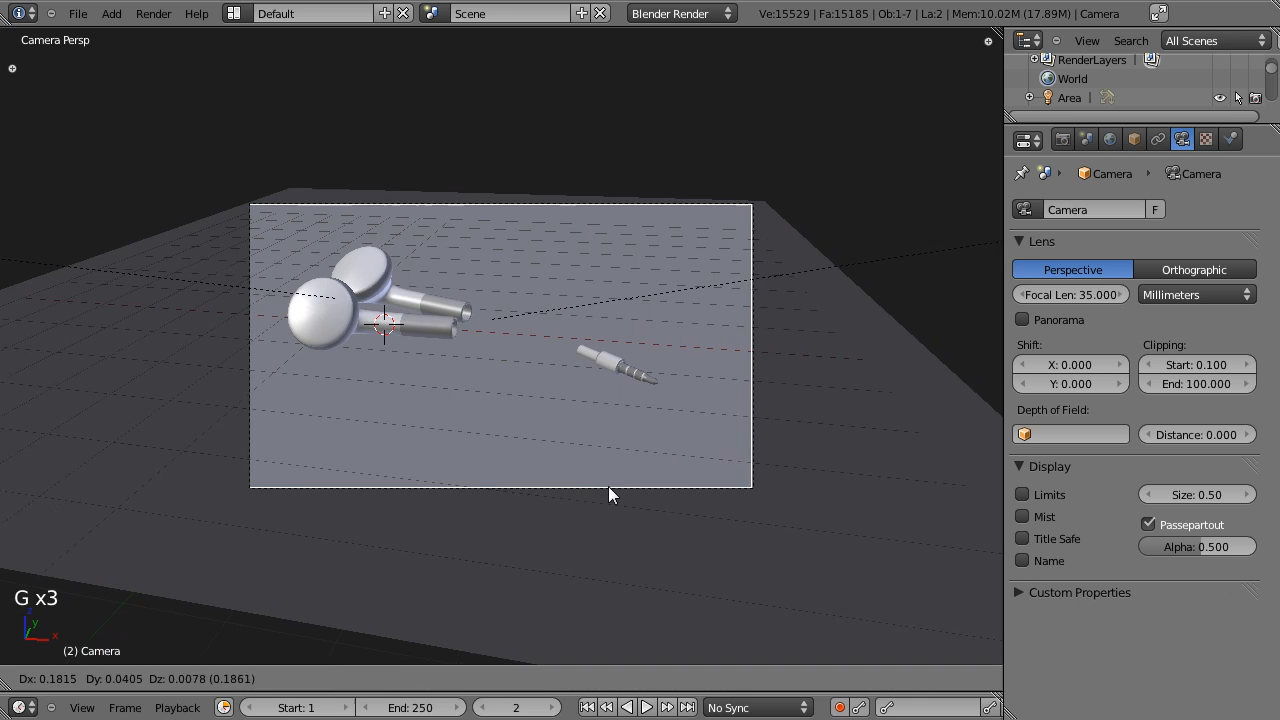 File Add Render Help Default Scene Blender Render Ve:15529 | Fa:15185 | Ob:1-7 | La:2 | Mem:10.02M (17.89M) | Camera
Camera Persp
View Search All Scenes
RenderLayers |
World
Area |
Camera Camera
Camera F
Lens
Perspective Orthographic
Focal Len: 35.000 Millimeters
Panorama
Shift: Clipping:
X: 0.000 Start: 0.100
Y: 0.000 End: 100.000
Depth of Field:
Distance: 0.000
Display
Limits Size: 0.50
Mist Passepartout
Title Safe Alpha: 0.500
Name
Custom Properties
G x3
z
y
x
(2) Camera
Dx: 0.1815 Dy: 0.0405 Dz: 0.0078 (0.1861)
View Frame Playback Start: 1 End: 250 2 No Sync